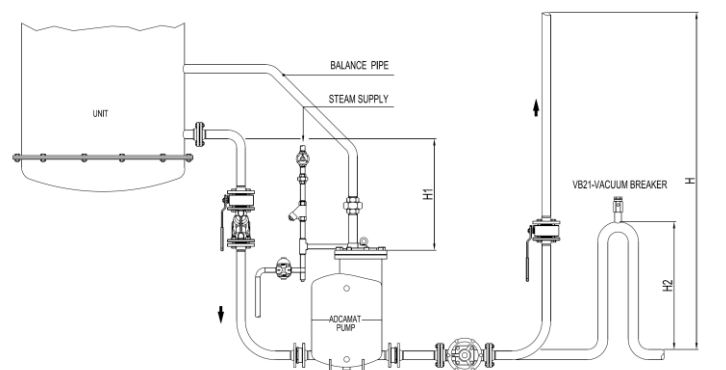 BALANCE PIPE
STEAM SUPPLY
UNIT
H1
H
VB21-VACUUM BREAKER
H2
ADCAMAT
PUMP